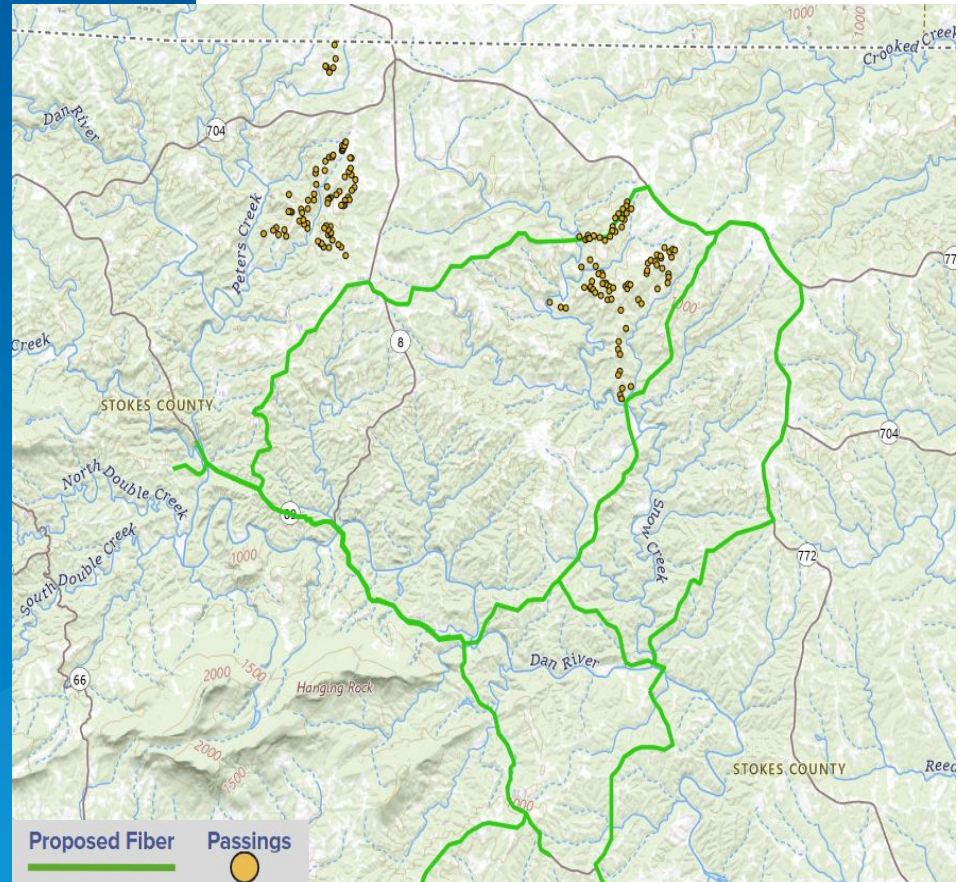 1000
Crooked Creek
Dan
River
704
Peters Creek
77
1000
8
Creek
STOKES COUNTY
704
North Double Creek
89
Snow Creek
South Double Creek
1000
772
Dan River
66
2000
1500
Hanging Rock
2000
1500
STOKES COUNTY
Reed
1000
Proposed Fiber
Passings